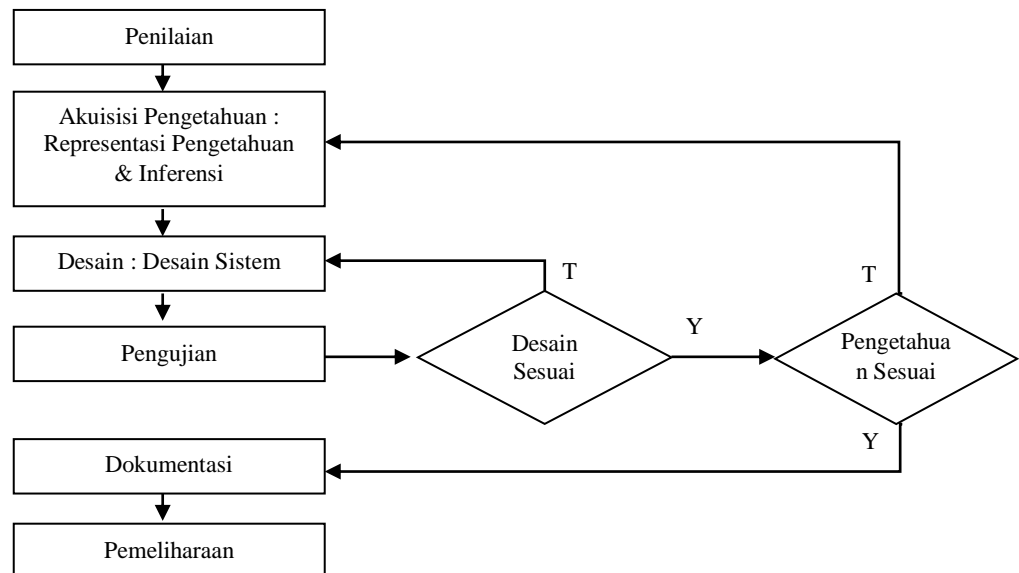 Penilaian
Akuisisi Pengetahuan :
Representasi Pengetahuan
& Inferensi
Desain : Desain Sistem
T
T
Pengujian
Desain
Sesuai
Y
Pengetahua
n Sesuai
Y
Dokumentasi
Pemeliharaan